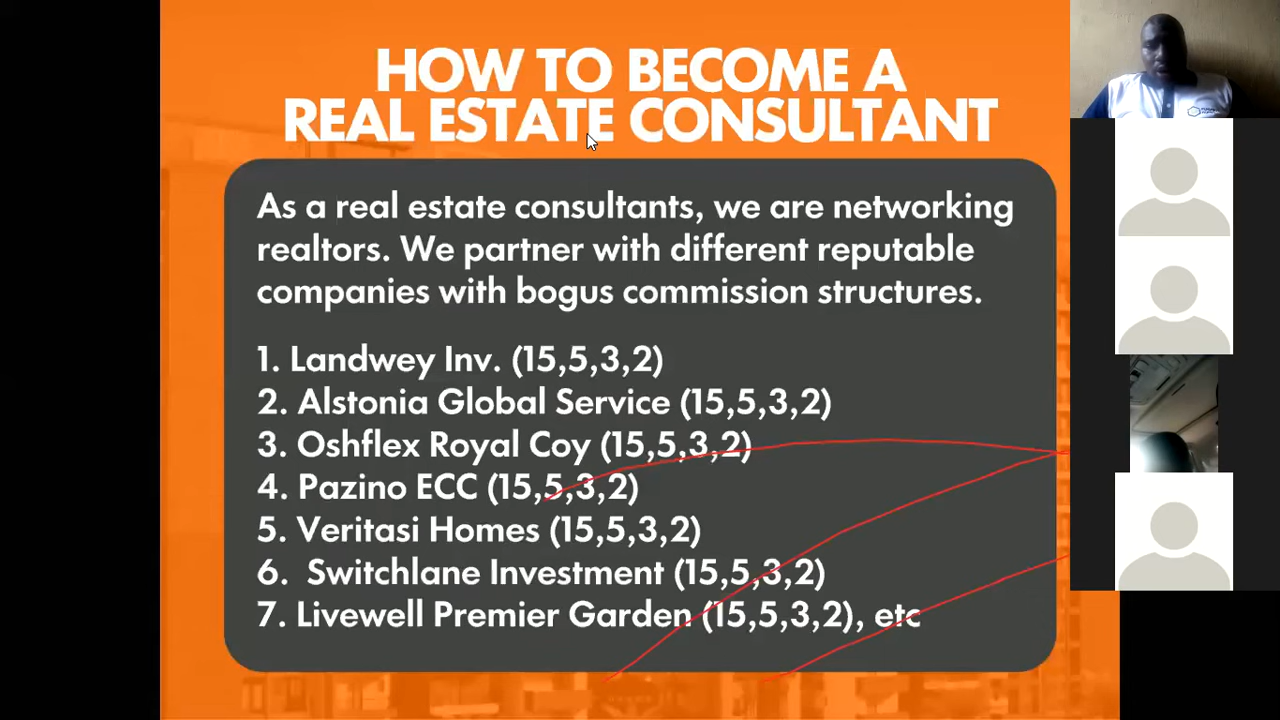 HOW TO BECOME A
REAL ESTATE CONSULTANT
As a real estate consultants, we are networking
realtors. We partner with different reputable
companies with bogus commission structures.
1. Landwey Inv. (15,5,3,2)
2. Alstonia Global Service (15,5,3,2)
3. Oshflex Royal Coy (15,5,3,2)
4. Pazino ECC (15,5,3,2)
5. Veritasi Homes (15,5,3,2)
6. Switchlane Investment (15,5,3,2)
7. Livewell Premier Garden (15,5,3,2), etc